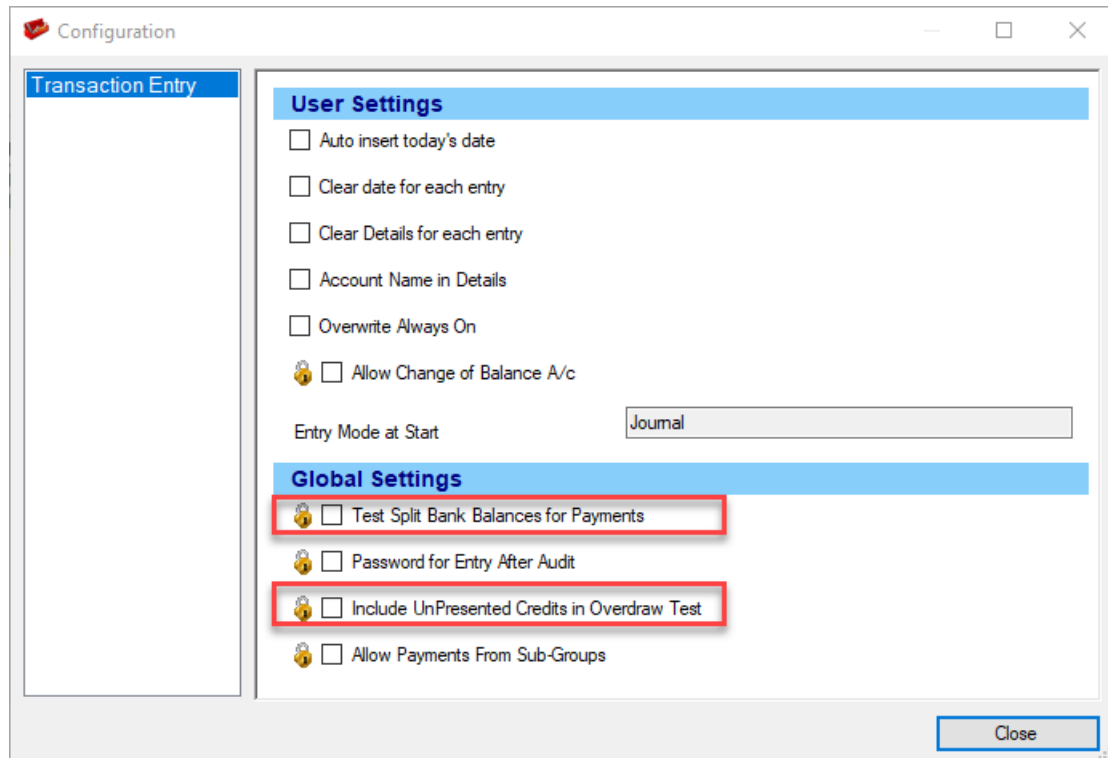 Configuration
Transaction Entry
User Settings
Auto insert today's date
Clear date for each entry
Clear Details for each entry
Account Name in Details
Overwrite Always On
Allow Change of Balance A/c
Entry Mode at Start
Journal
Global Settings
Test Split Bank Balances for Payments
Password for Entry After Audit
Include UnPresented Credits in Overdraw Test
Allow Payments From Sub-Groups
Close